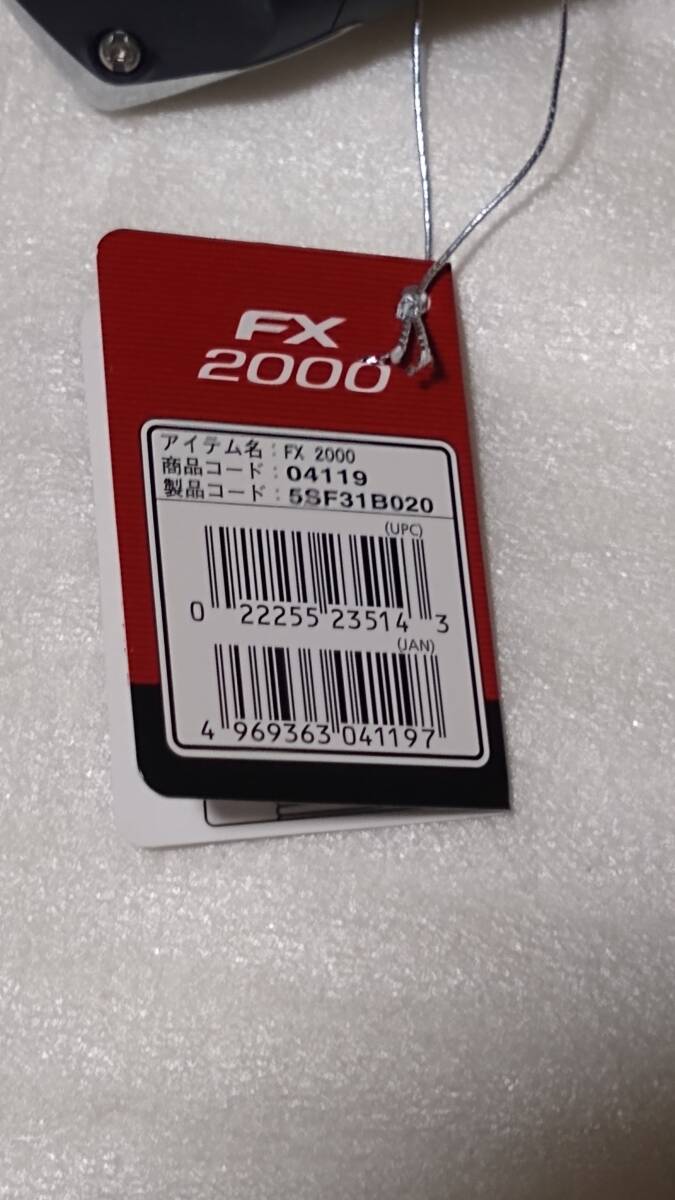 FX
2000
アイテム名：FX 2000
商品コード：04119
製品コード：5SF31B020
(UPC)
0 22255 23514 3
(JAN)
4 969363 041197